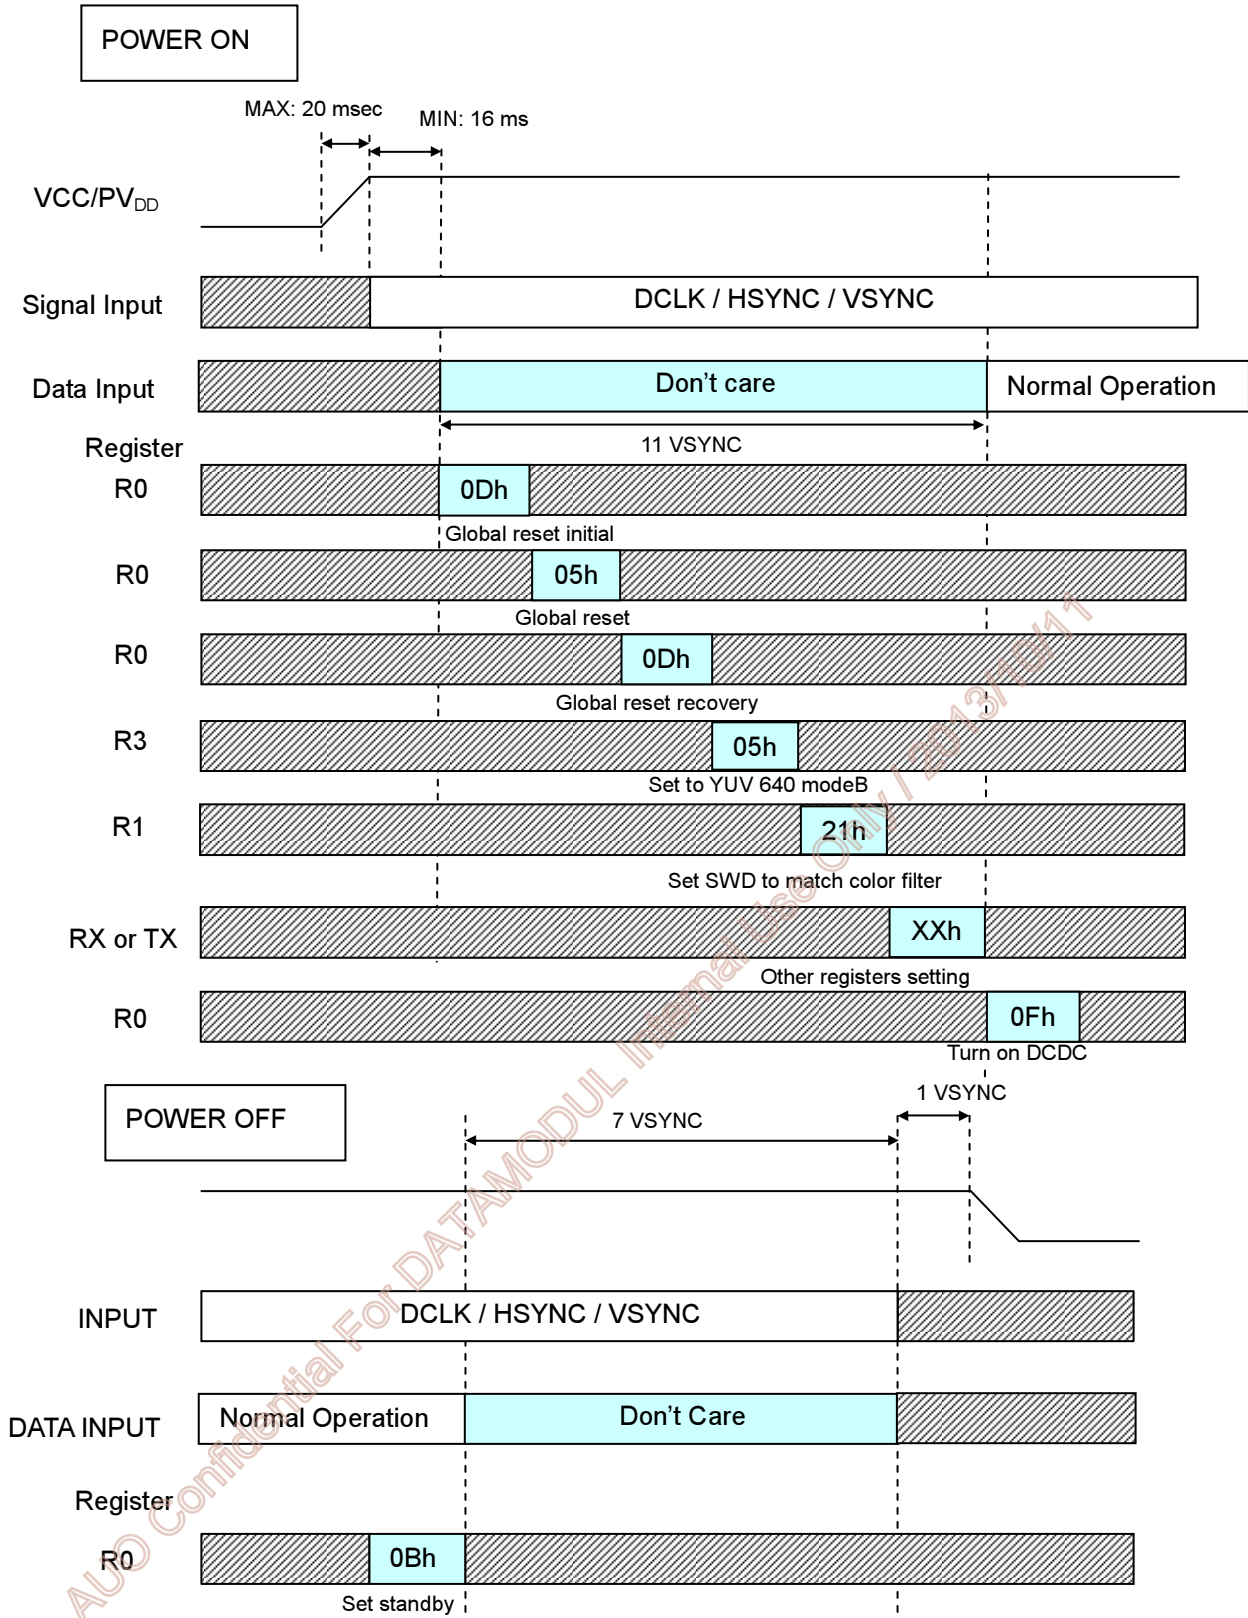 POWER ON
MAX: 20 msec
MIN: 16 ms
VCC/PVDD
Signal Input
DCLK / HSYNC / VSYNC
Data Input
Don't care
Normal Operation
11 VSYNC
Register
R0
0Dh
Global reset initial
R0
05h
Global reset
R0
0Dh
Global reset recovery
R3
05h
Set to YUV 640 modeB
R1
21h
Set SWD to match color filter
RX or TX
XXh
Other registers setting
R0
0Fh
Turn on DCDC
POWER OFF
7 VSYNC
1 VSYNC
INPUT
DCLK / HSYNC / VSYNC
DATA INPUT
Normal Operation
Don't Care
Register
R0
0Bh
Set standby
AUO Confidential For DATAMODUL Internal Use Only / 2013/10/11